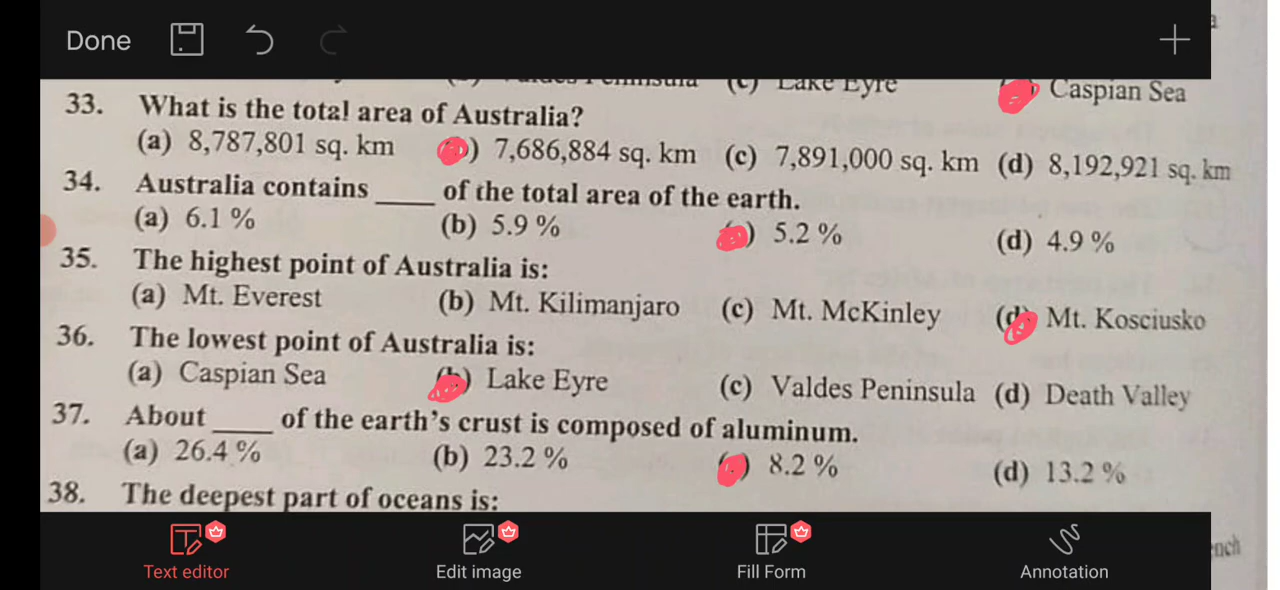 Done
(c) Lake Eyre Caspian Sea
33. What is the total area of Australia?
(a) 8,787,801 sq. km ) 7,686,884 sq. km (c) 7,891,000 sq. km (d) 8,192,921 sq. km
34. Australia contains ____ of the total area of the earth.
(a) 6.1 % (b) 5.9 % ) 5.2 % (d) 4.9 %
35. The highest point of Australia is:
(a) Mt. Everest (b) Mt. Kilimanjaro (c) Mt. McKinley (d) Mt. Kosciusko
36. The lowest point of Australia is:
(a) Caspian Sea (b) Lake Eyre (c) Valdes Peninsula (d) Death Valley
37. About ____ of the earth's crust is composed of aluminum.
(a) 26.4 % (b) 23.2 % ) 8.2 % (d) 13.2 %
38. The deepest part of oceans is:
Text editor Edit image Fill Form Annotation